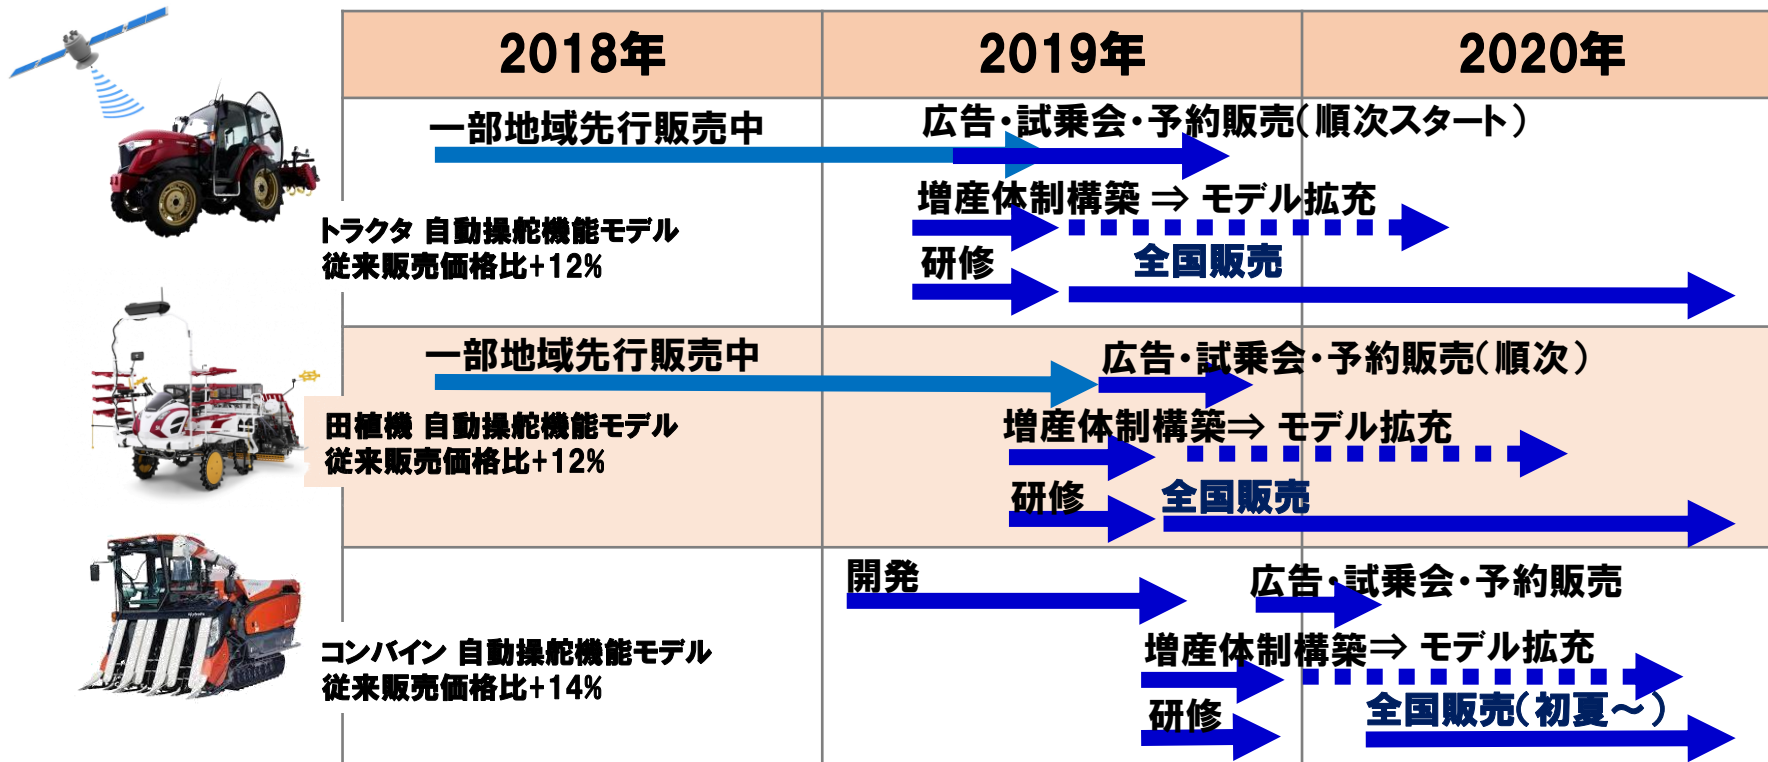 2018年
2019年
2020年
一部地域先行販売中
広告・試乗会・予約販売(順次スタート)
増産体制構築 ⇒ モデル拡充
トラクタ 自動操舵機能モデル
従来販売価格比+12%
研修
全国販売
一部地域先行販売中
広告・試乗会・予約販売(順次)
田植機 自動操舵機能モデル
従来販売価格比+12%
増産体制構築⇒ モデル拡充
研修
全国販売
開発
広告・試乗会・予約販売
コンバイン 自動操舵機能モデル
従来販売価格比+14%
増産体制構築⇒ モデル拡充
研修
全国販売(初夏~)